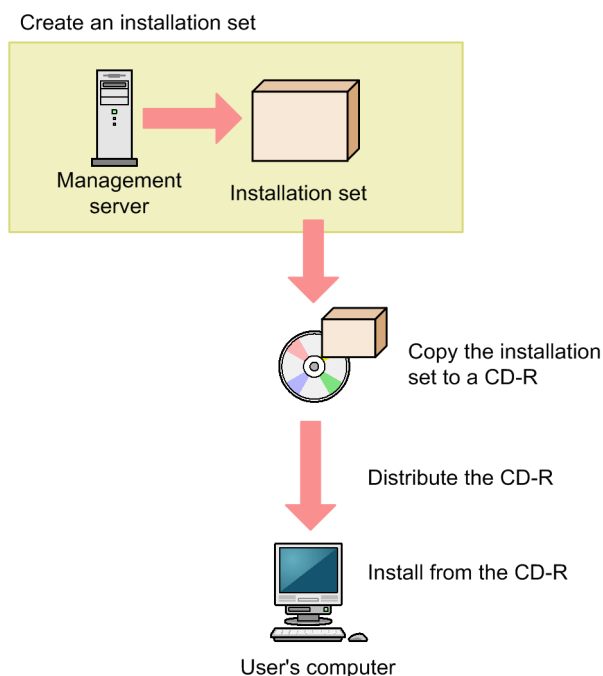 Create an installation set
Management
server
Installation set
Copy the installation
set to a CD-R
Distribute the CD-R
Install from the CD-R
User's computer